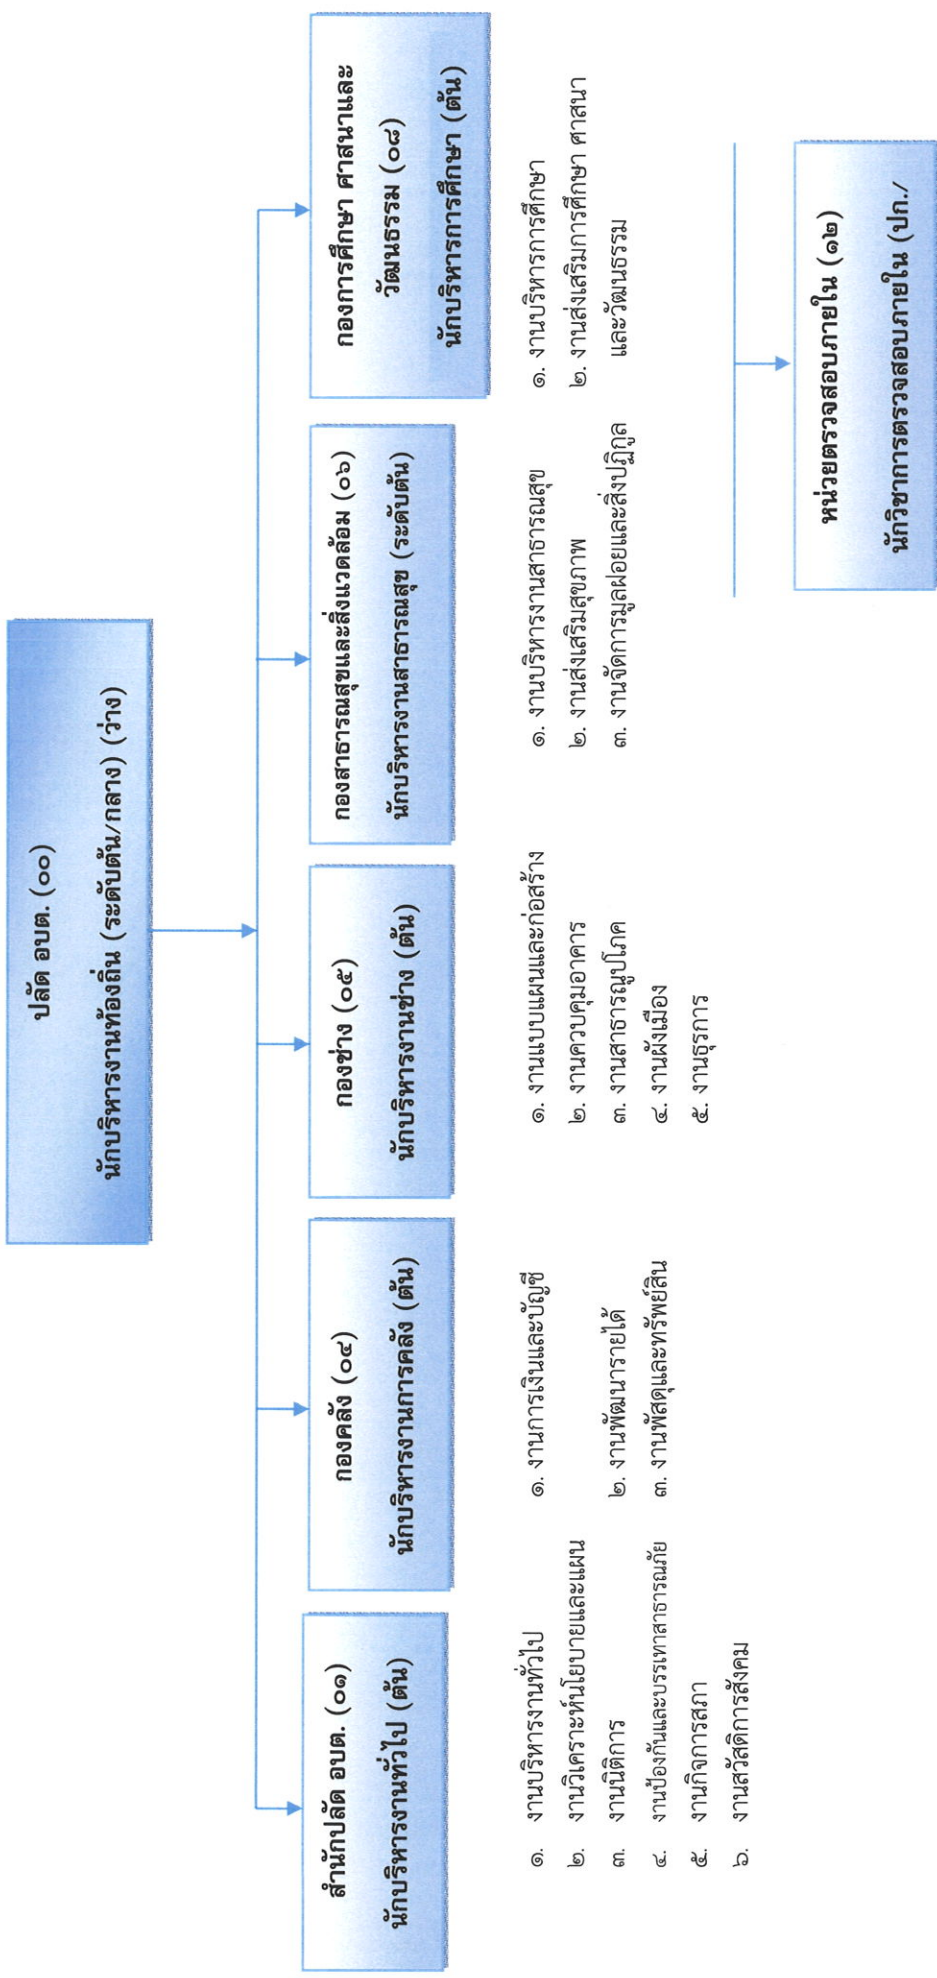 ปลัด อบต. (๐๐)
นักบริหารงานท้องถิ่น (ระดับต้น/กลาง) (ว่าง)
สำนักปลัด อบต. (๐๑)
นักบริหารงานทั่วไป (ต้น)
๑. งานบริหารงานทั่วไป
๒. งานวิเคราะห์นโยบายและแผน
๓. งานนิติการ
๔. งานป้องกันและบรรเทาสาธารณภัย
๕. งานกิจการสภา
๖. งานสวัสดิการสังคม
กองคลัง (๐๔)
นักบริหารงานการคลัง (ต้น)
๑. งานการเงินและบัญชี
๒. งานพัฒนารายได้
๓. งานพัสดุและทรัพย์สิน
กองช่าง (๐๕)
นักบริหารงานช่าง (ต้น)
๑. งานแบบแผนและก่อสร้าง
๒. งานควบคุมอาคาร
๓. งานสาธารณูปโภค
๔. งานผังเมือง
๕. งานธุรการ
กองสาธารณสุขและสิ่งแวดล้อม (๐๖)
นักบริหารงานสาธารณสุข (ระดับต้น)
๑. งานบริหารงานสาธารณสุข
๒. งานส่งเสริมสุขภาพ
๓. งานจัดการมูลฝอยและสิ่งปฏิกูล
กองการศึกษา ศาสนาและ
วัฒนธรรม (๐๘)
นักบริหารการศึกษา (ต้น)
๑. งานบริหารการศึกษา
๒. งานส่งเสริมการศึกษา ศาสนา
และวัฒนธรรม
หน่วยตรวจสอบภายใน (๑๒)
นักวิชาการตรวจสอบภายใน (ปก./